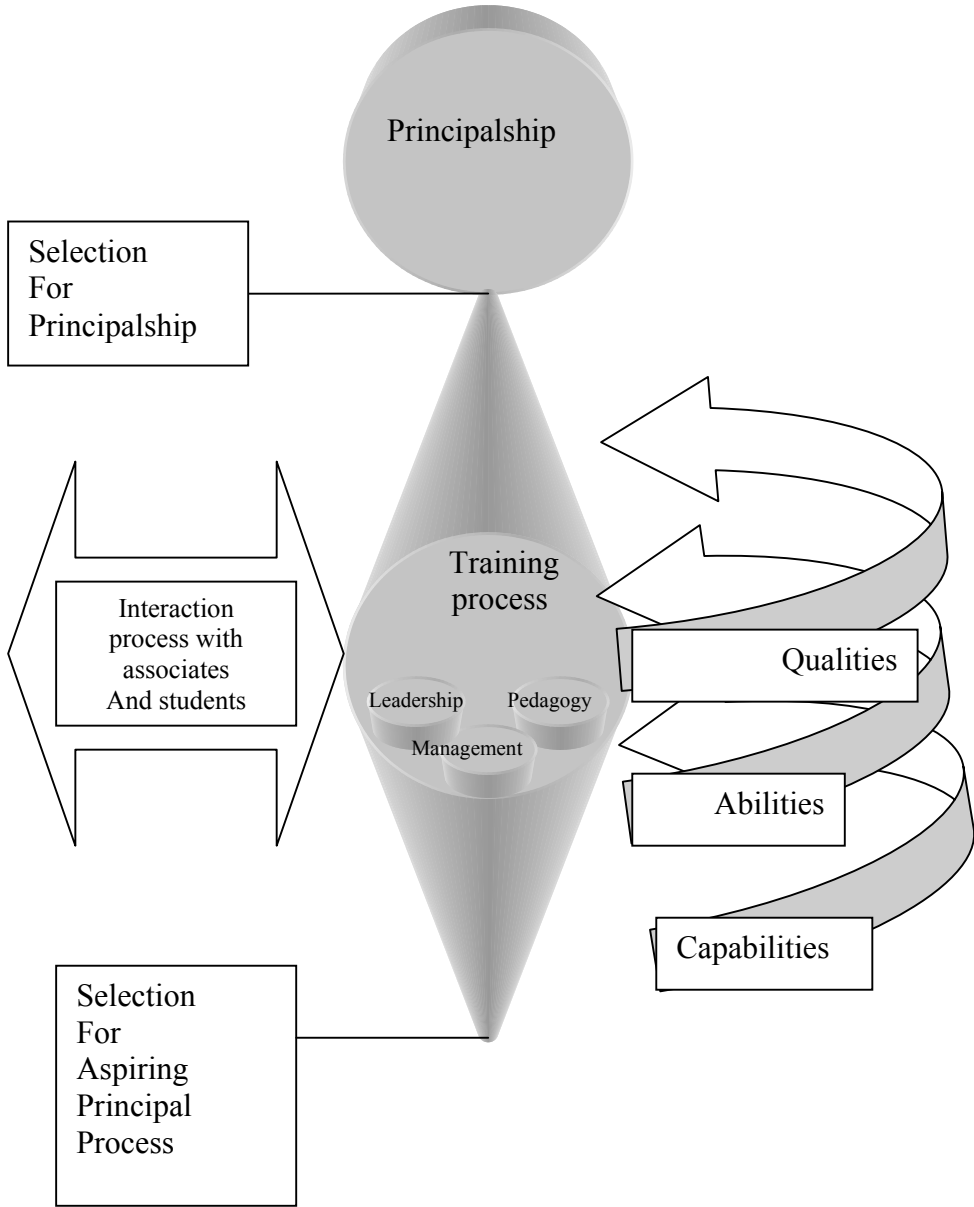 Principalship
Selection
For
Principalship
Training
process
Interaction
process with
associates
And students
Qualities
Leadership
Pedagogy
Management
Abilities
Capabilities
Selection
For
Aspiring
Principal
Process